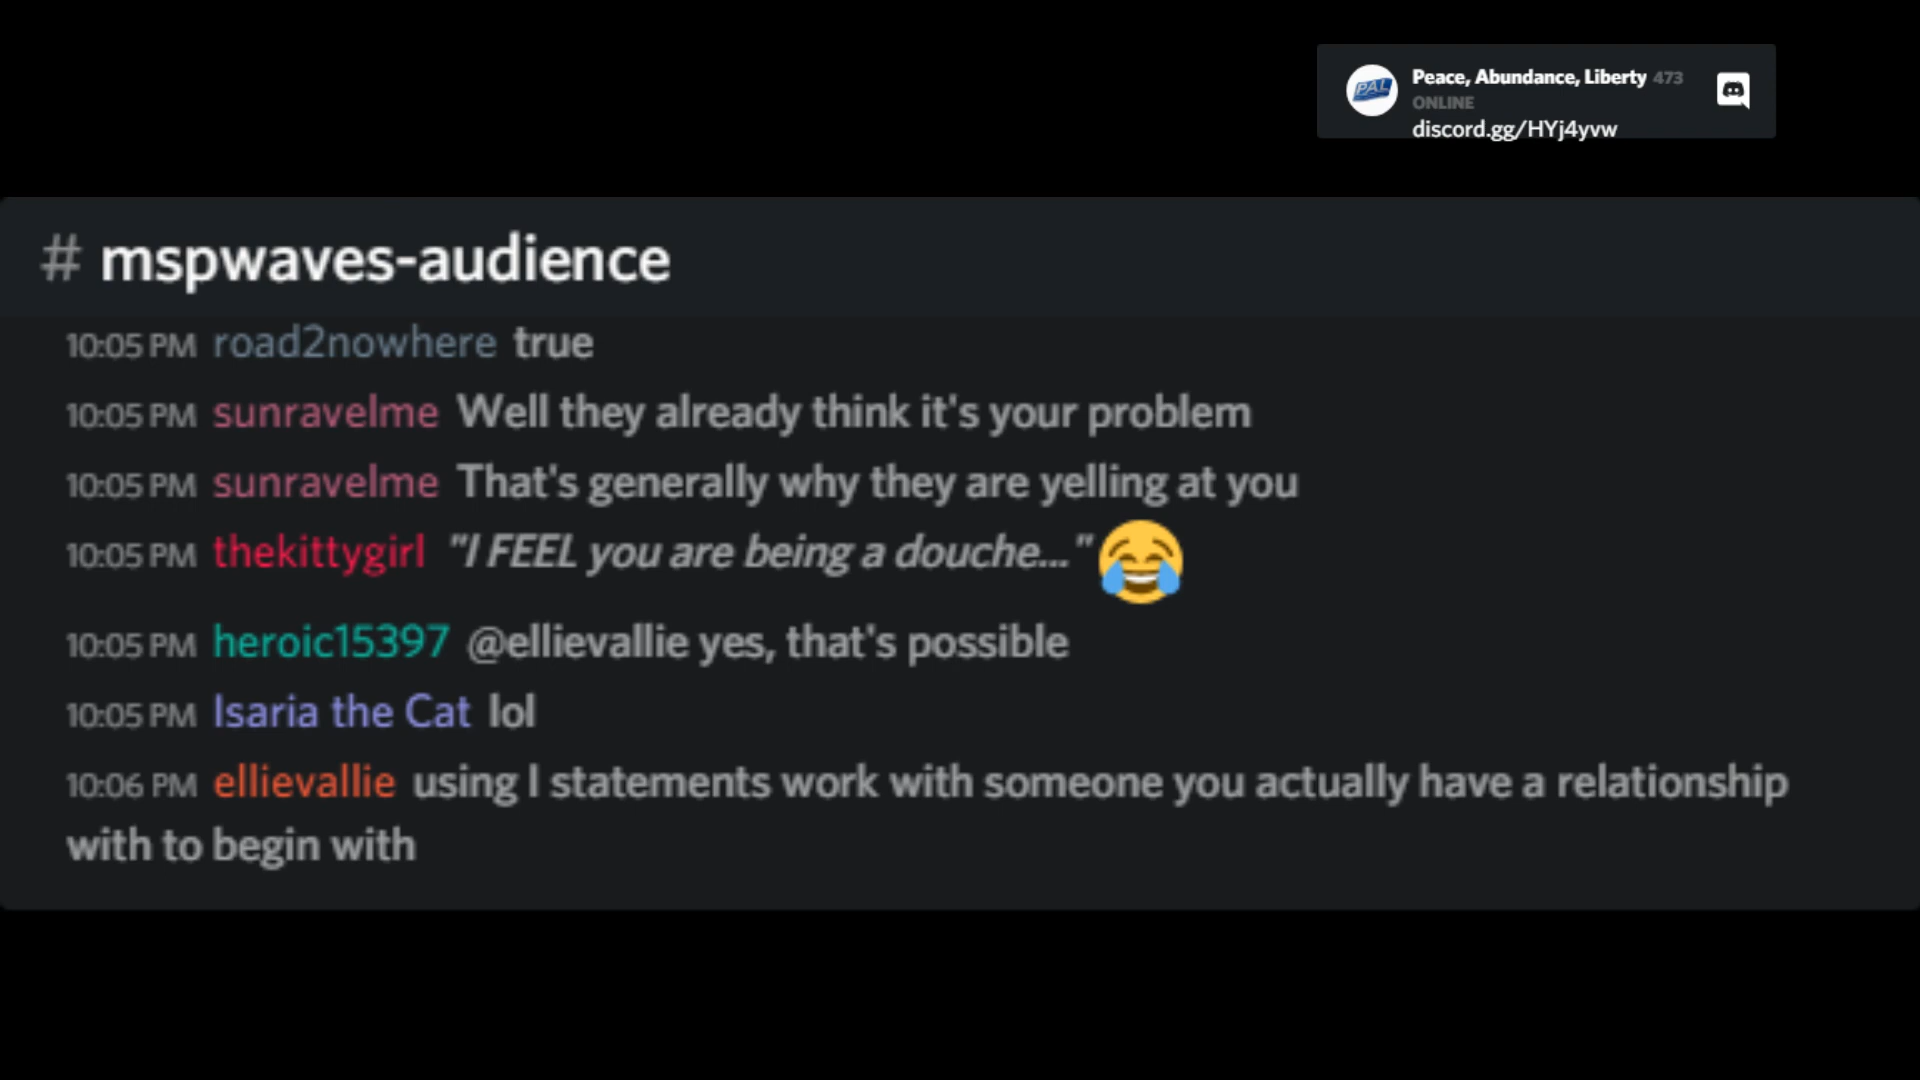 PAL
Peace, Abundance, Liberty 473
ONLINE
discord.gg/HYj4yvw
# mspwaves-audience
10:05 PM road2nowhere true
10:05 PM sunravelme Well they already think it's your problem
10:05 PM sunravelme That's generally why they are yelling at you
10:05 PM thekittygirl "I FEEL you are being a douche..." 😂
10:05 PM heroic15397 @ellievallie yes, that's possible
10:05 PM Isaria the Cat lol
10:06 PM ellievallie using I statements work with someone you actually have a relationship
with to begin with